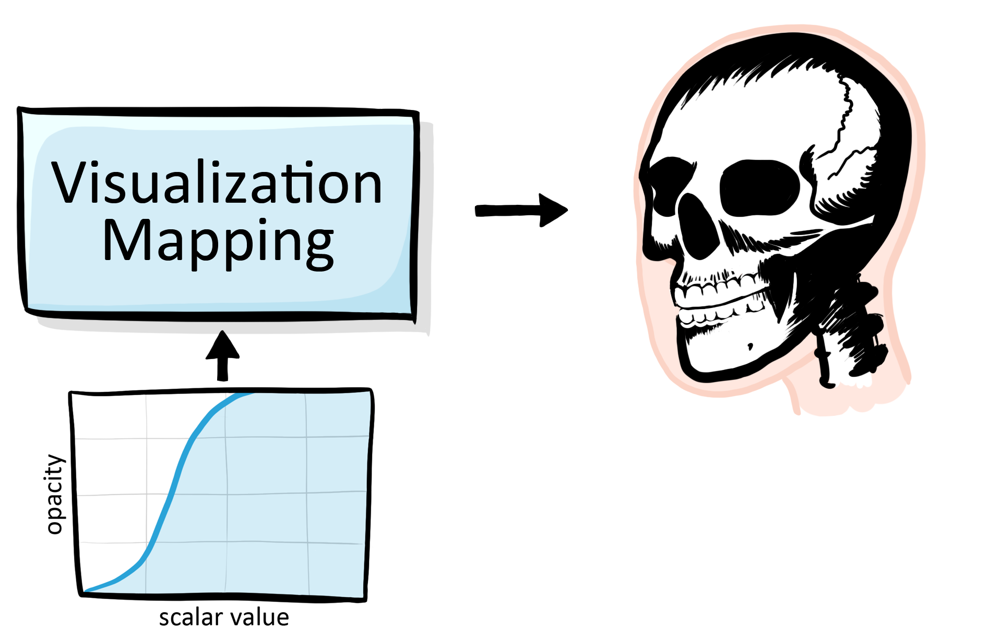 Visualization
Mapping
opacity
scalar value